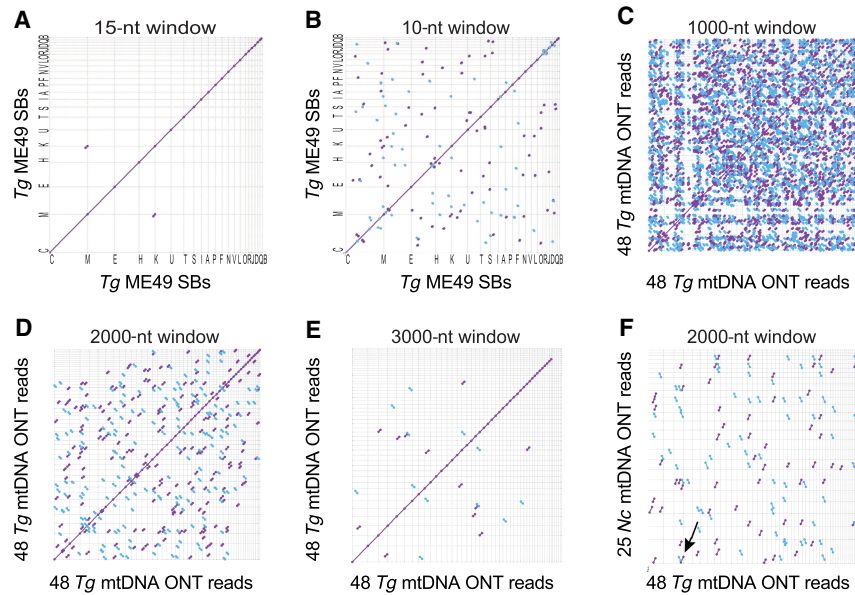 A
15-nt window
Tg ME49 SBs
C M E H K U T S I A P F N V L O R J D Q B
C M E H K U T S I A P F N V L O R J D Q B
Tg ME49 SBs
B
10-nt window
Tg ME49 SBs
C M E H K U T S I A P F N V L O R J D Q B
C M E H K U T S I A P F N V L O R J D Q B
Tg ME49 SBs
C
1000-nt window
48 Tg mtDNA ONT reads
48 Tg mtDNA ONT reads
D
2000-nt window
48 Tg mtDNA ONT reads
48 Tg mtDNA ONT reads
E
3000-nt window
48 Tg mtDNA ONT reads
48 Tg mtDNA ONT reads
F
2000-nt window
25 Nc mtDNA ONT reads
48 Tg mtDNA ONT reads